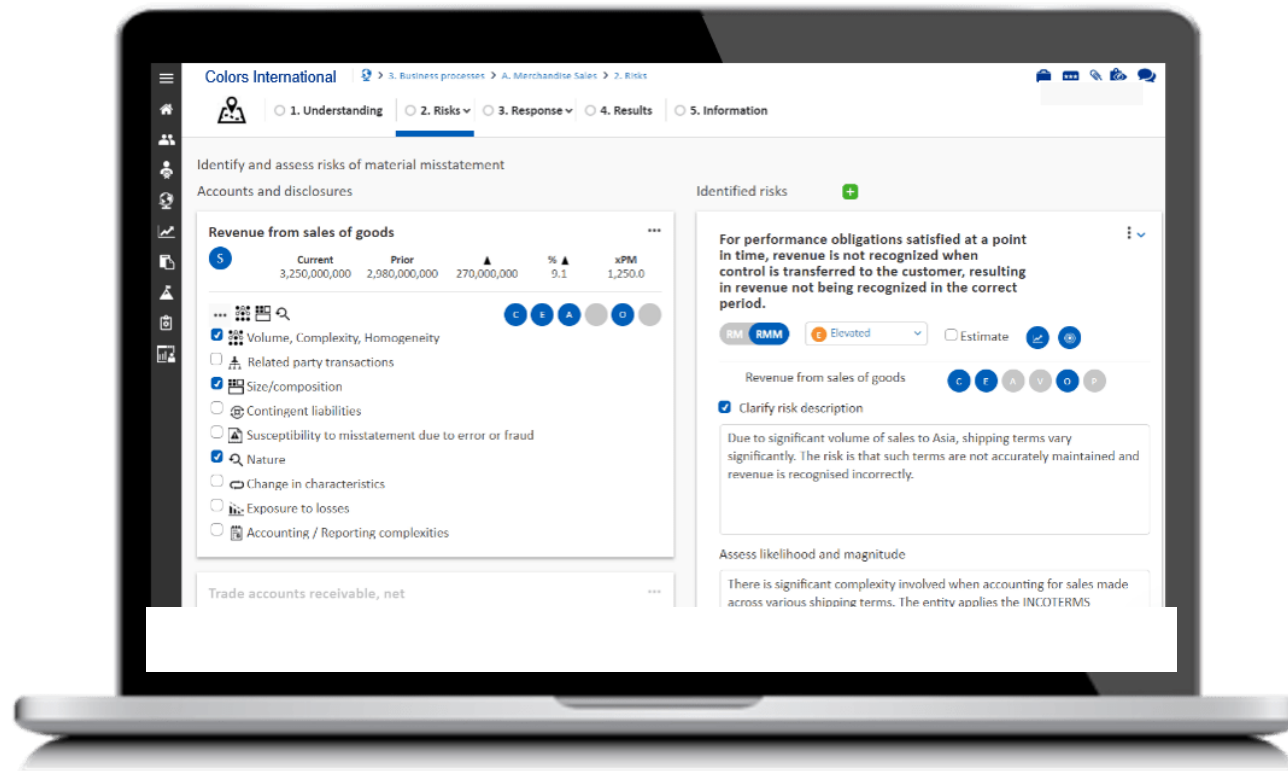 Colors International
3. Business processes > A. Merchandise Sales > 2. Risks
1. Understanding
2. Risks
3. Response
4. Results
5. Information
Identify and assess risks of material misstatement
Accounts and disclosures
Revenue from sales of goods
S
Current Prior ▲ % ▲ xPM
3,250,000,000 2,980,000,000 270,000,000 9.1 1,250.0
C E A O
Volume, Complexity, Homogeneity
Related party transactions
Size/composition
Contingent liabilities
Susceptibility to misstatement due to error or fraud
Nature
Change in characteristics
Exposure to losses
Accounting / Reporting complexities
Trade accounts receivable, net
Identified risks
For performance obligations satisfied at a point
in time, revenue is not recognized when
control is transferred to the customer, resulting
in revenue not being recognized in the correct
period.
RM RMM
E Elevated
Estimate
Revenue from sales of goods
C E A V O P
Clarify risk description
Due to significant volume of sales to Asia, shipping terms vary
significantly. The risk is that such terms are not accurately maintained and
revenue is recognised incorrectly.
Assess likelihood and magnitude
There is significant complexity involved when accounting for sales made
across various shipping terms. The entity applies the INCOTERMS